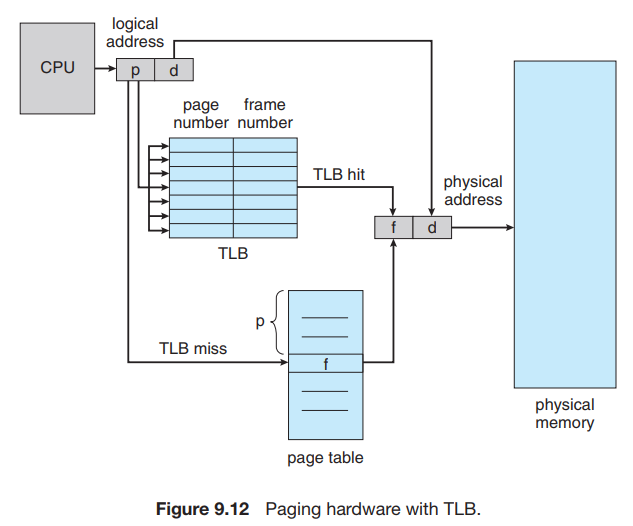 logical
address
CPU
p d
page frame
number number
TLB hit
physical
address
f d
TLB
p
TLB miss
f
physical
memory
page table
Figure 9.12 Paging hardware with TLB.